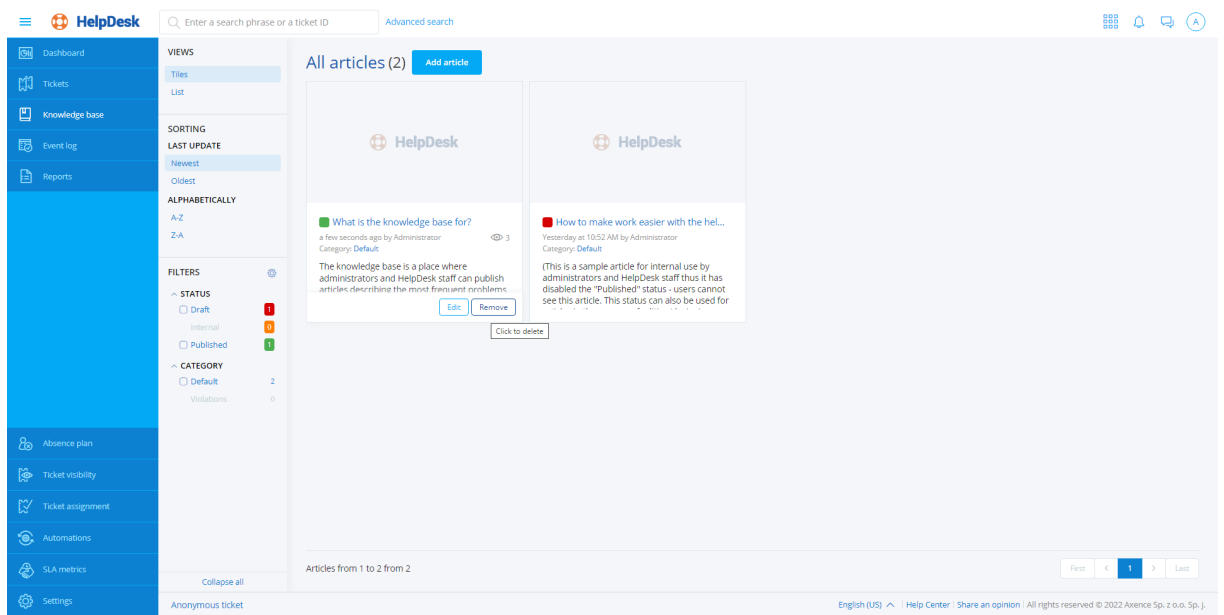 HelpDesk
Enter a search phrase or a ticket ID
Advanced search
A
Dashboard
Tickets
Knowledge base
Event log
Reports
Absence plan
Ticket visibility
Ticket assignment
Automations
SLA metrics
Settings
VIEWS
Tiles
List
SORTING
LAST UPDATE
Newest
Oldest
ALPHABETICALLY
A-Z
Z-A
FILTERS
STATUS
Draft 1
Internal 0
Published 1
CATEGORY
Default 2
Violations 0
Collapse all
All articles (2) Add article
HelpDesk
What is the knowledge base for?
a few seconds ago by Administrator 3
Category: Default
The knowledge base is a place where
administrators and HelpDesk staff can publish
articles describing the most frequent problems
Edit Remove
Click to delete
HelpDesk
How to make work easier with the hel...
Yesterday at 10:52 AM by Administrator
Category: Default
(This is a sample article for internal use by
administrators and HelpDesk staff thus it has
disabled the "Published" status - users cannot
see this article. This status can also be used for
Articles from 1 to 2 from 2
First < 1 > Last
Anonymous ticket
English (US) | Help Center | Share an opinion | All rights reserved © 2022 Axence Sp. z o.o. Sp. j.